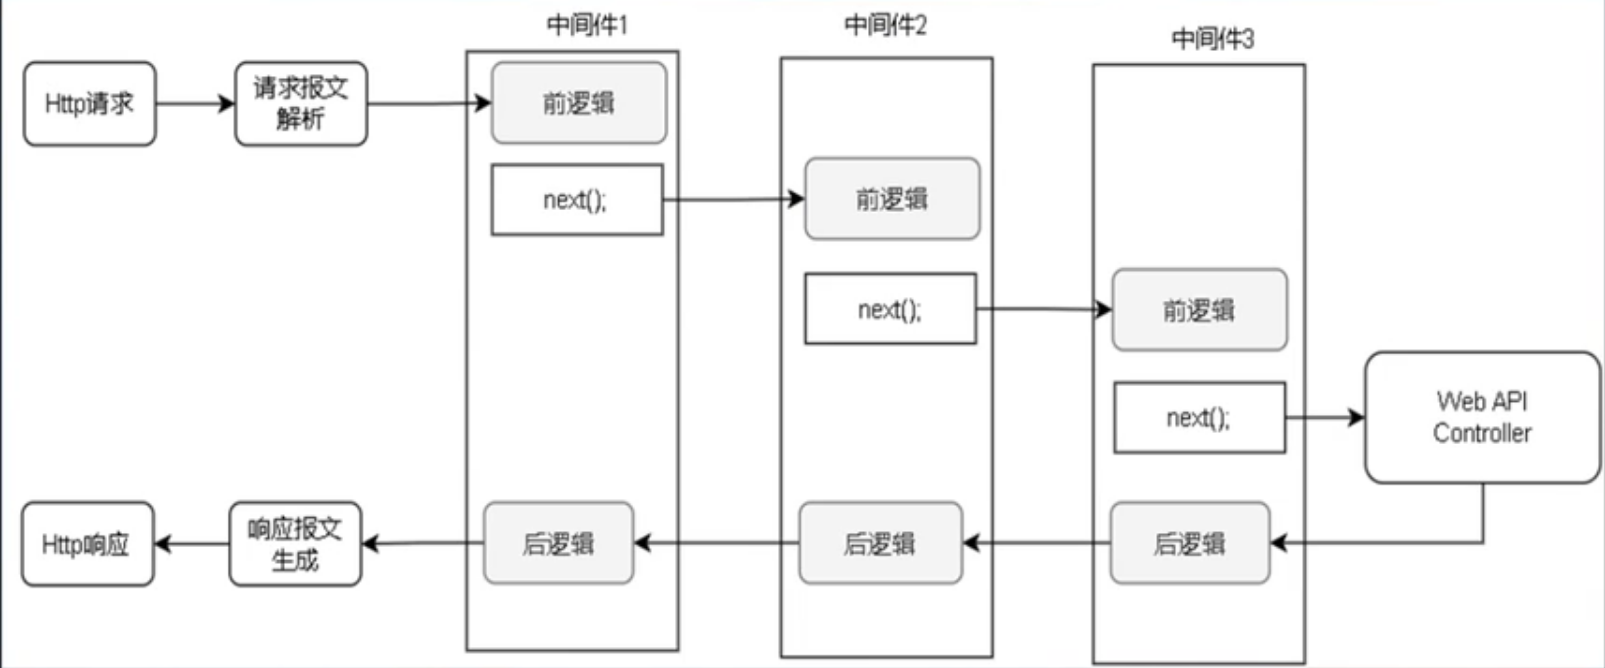 中间件1
中间件2
中间件3
Http请求
请求报文
解析
前逻辑
next();
前逻辑
next();
前逻辑
next();
Web API
Controller
Http响应
响应报文
生成
后逻辑
后逻辑
后逻辑